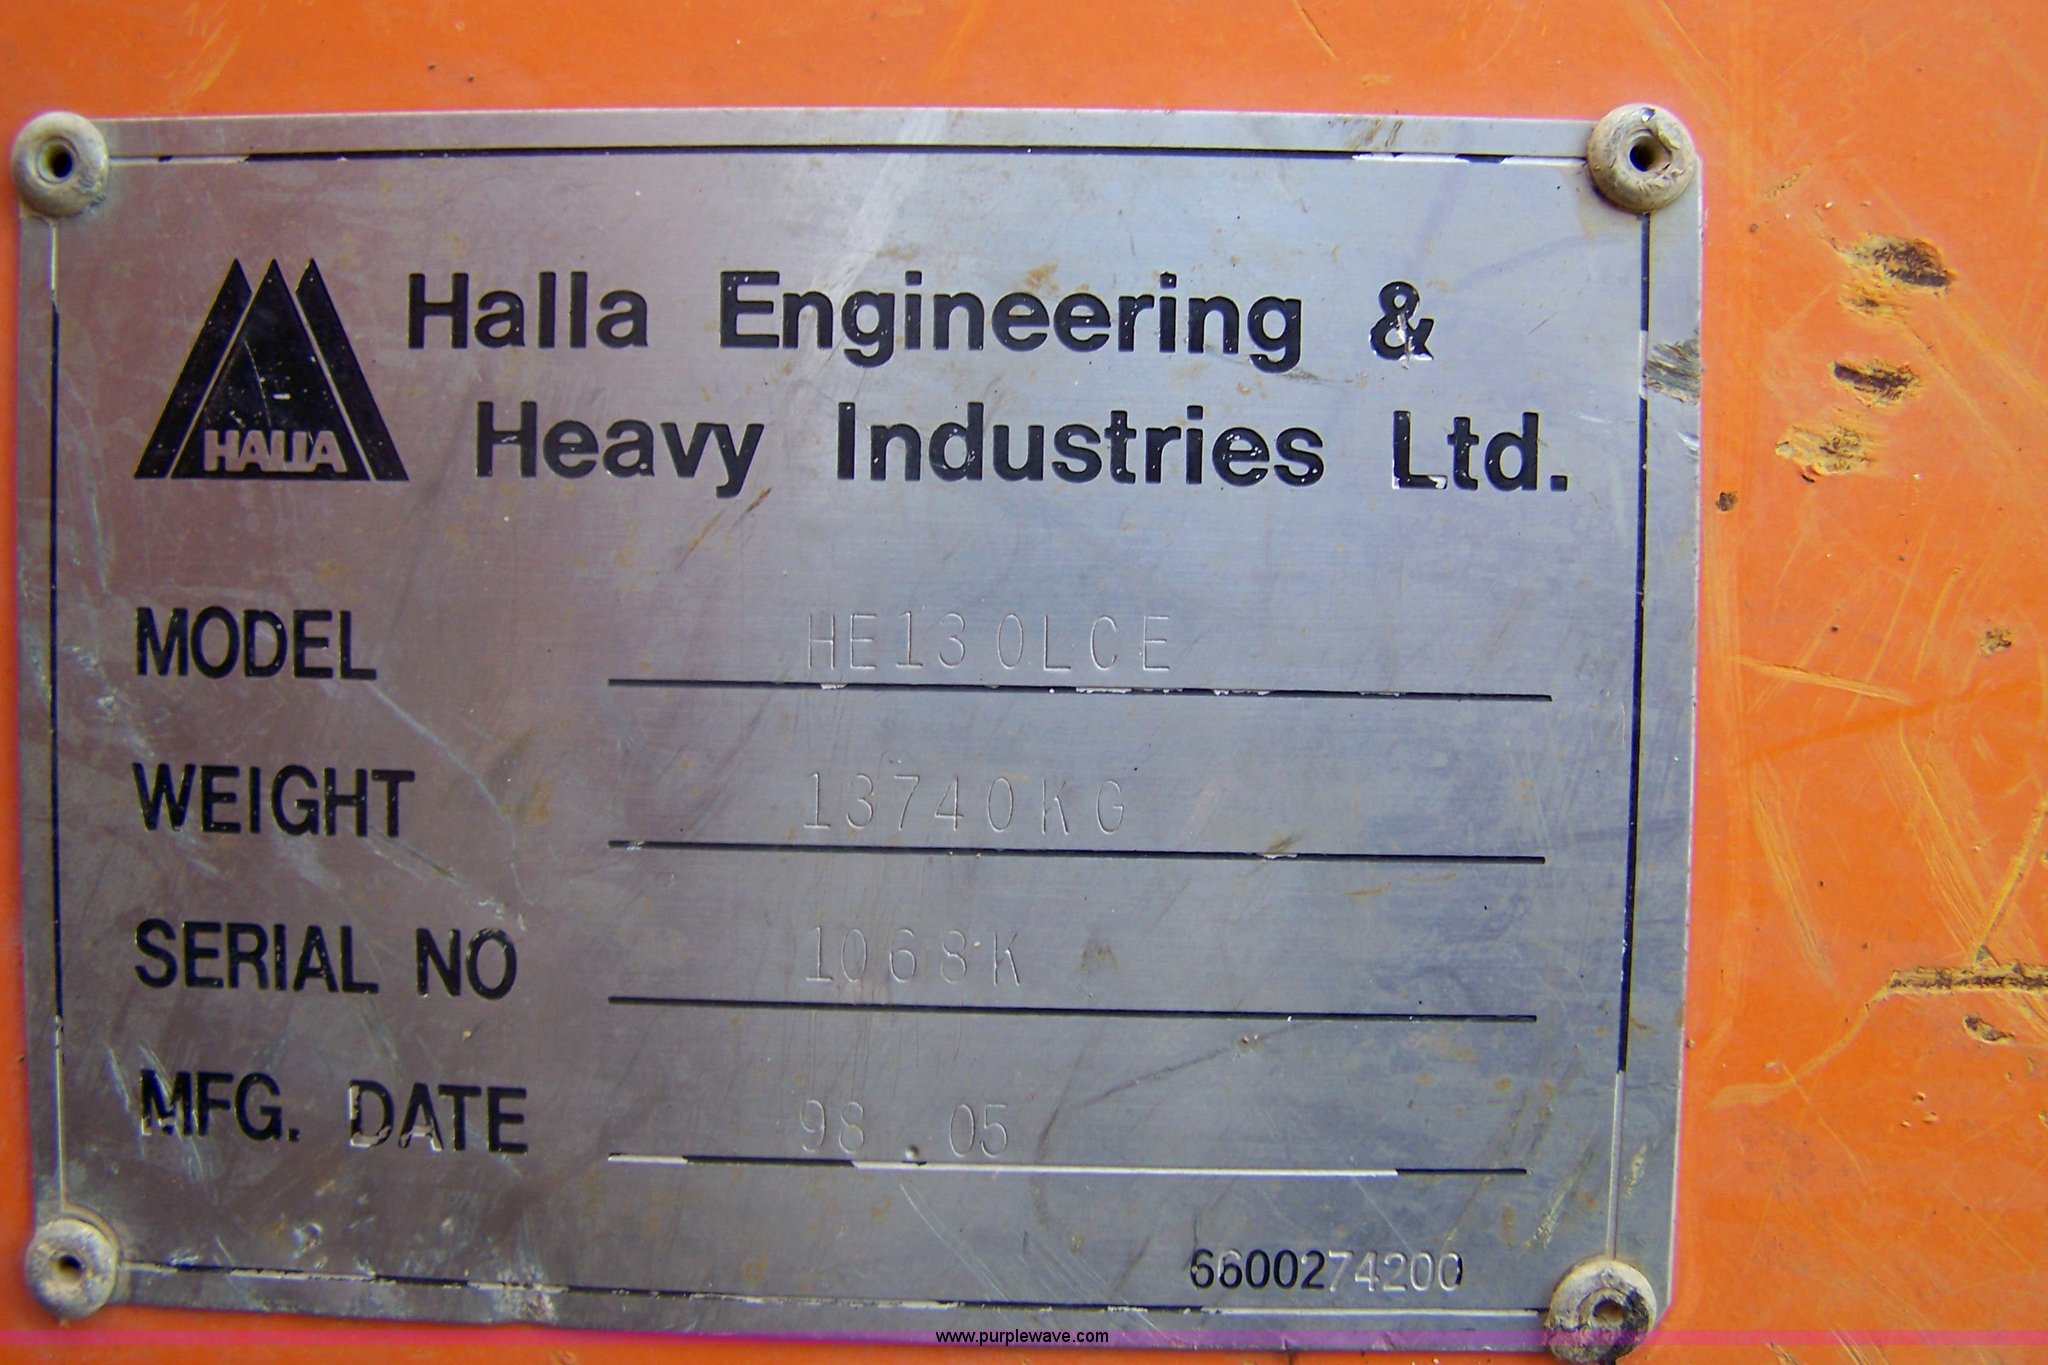 HALLA
Halla Engineering &
Heavy Industries Ltd.
MODEL HE130LCE
WEIGHT 13740KG
SERIAL NO 1068K
MFG. DATE 98.05
6600274200
www.purplewave.com